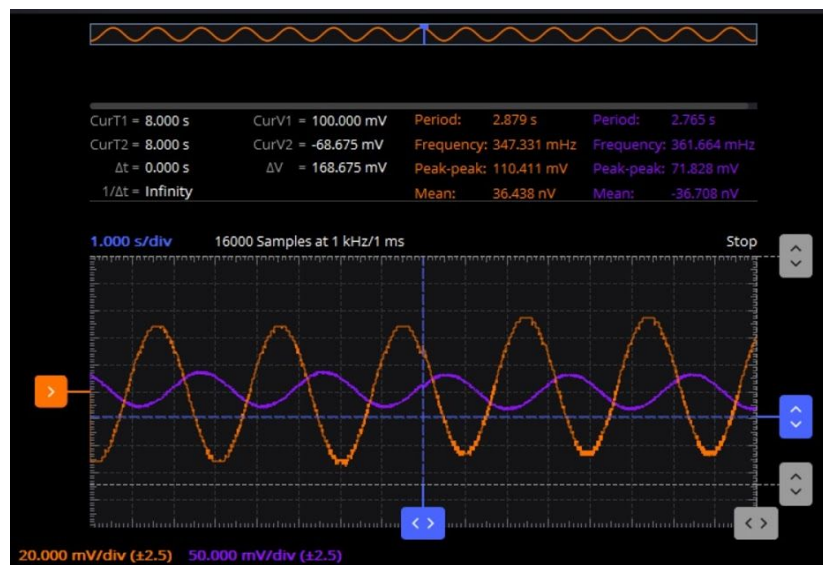 CurT1 = 8.000 s CurV1 = 100.000 mV Period: 2.879 s Period: 2.765 s
CurT2 = 8.000 s CurV2 = -68.675 mV Frequency: 347.331 mHz Frequency: 361.664 mHz
Δt = 0.000 s ΔV = 168.675 mV Peak-peak: 110.411 mV Peak-peak: 71.828 mV
1/Δt = Infinity Mean: 36.438 nV Mean: -36.708 nV
1.000 s/div 16000 Samples at 1 kHz/1 ms Stop
20.000 mV/div (±2.5) 50.000 mV/div (±2.5)